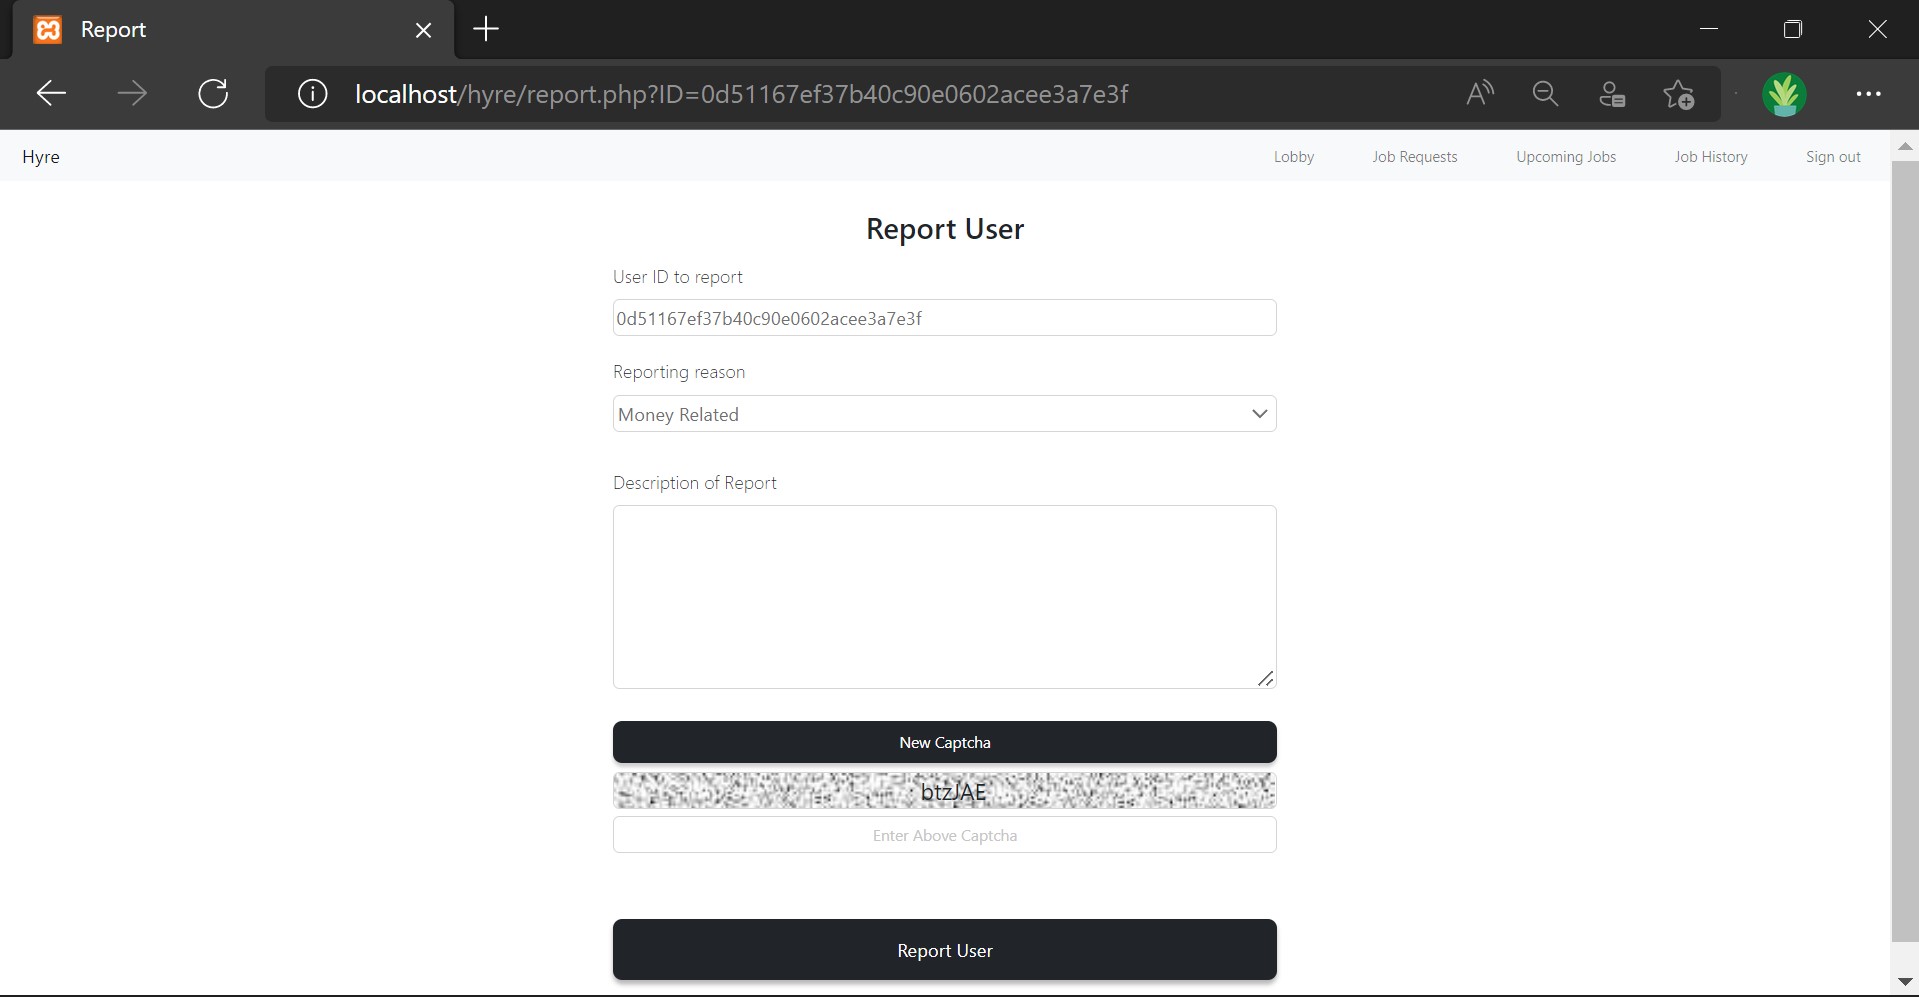 Report
localhost/hyre/report.php?ID=0d51167ef37b40c90e0602acee3a7e3f
Hyre Lobby Job Requests Upcoming Jobs Job History Sign out
Report User
User ID to report
0d51167ef37b40c90e0602acee3a7e3f
Reporting reason
Money Related
Description of Report
New Captcha
btzJAE
Enter Above Captcha
Report User